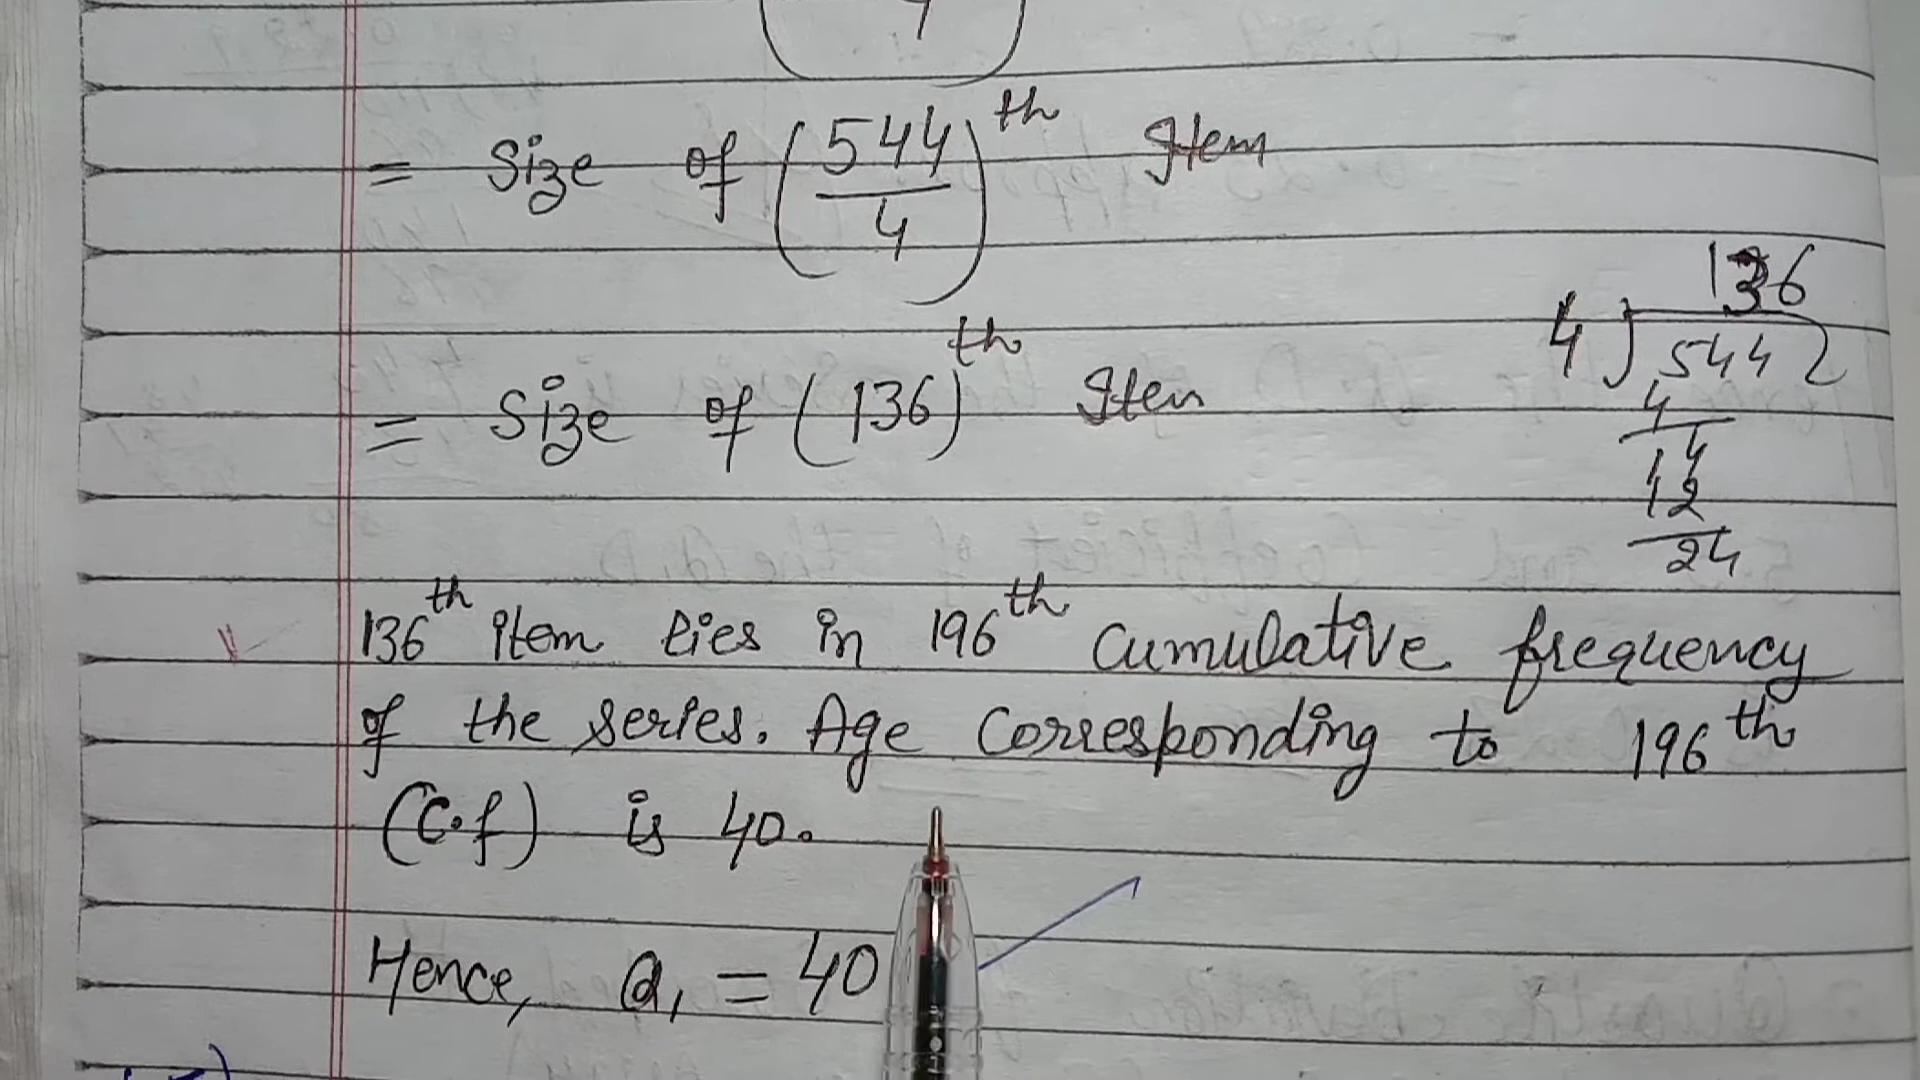 = Size of (544/4)th Item
136
4 ) 544 (
= Size of (136)th Item
4
14
12
24
136th item lies in 196th Cumulative frequency
of the series. Age Corresponding to 196th
(C.f) is 40.
Hence, Q1 = 40